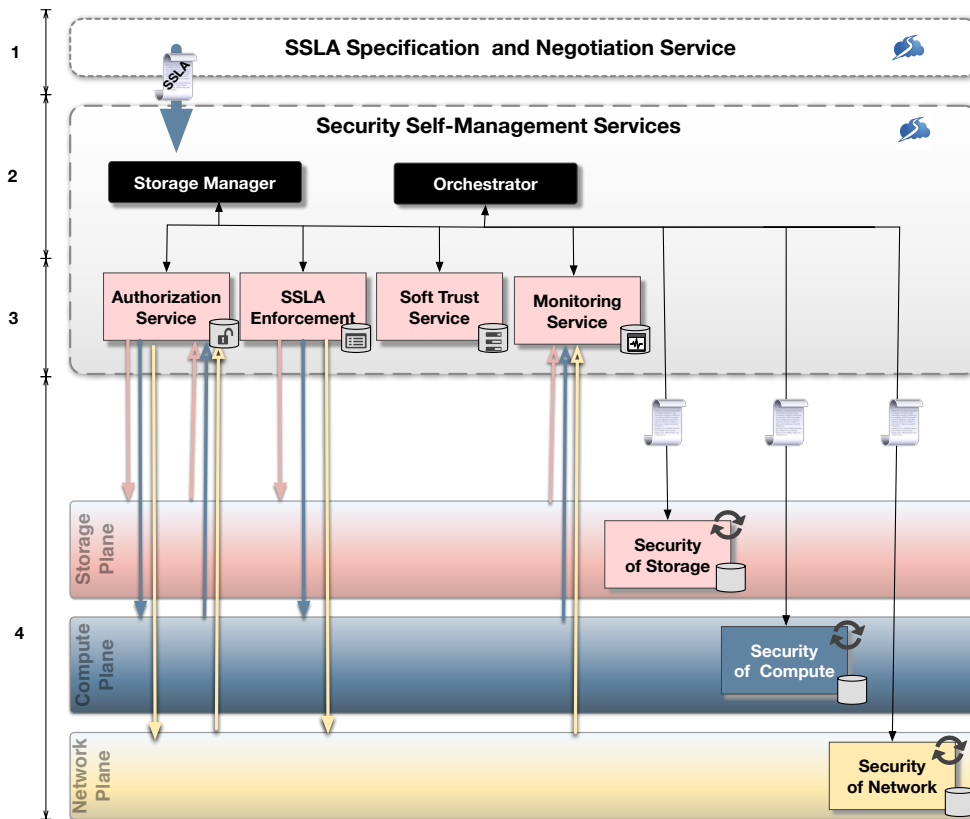 1
SSLA Specification and Negotiation Service
SSLA
Security Self-Management Services
2
Storage Manager
Orchestrator
3
Authorization
Service
SSLA
Enforcement
Soft Trust
Service
Monitoring
Service
4
Storage
Plane
Security
of Storage
Compute
Plane
Security
of Compute
Network
Plane
Security
of Network